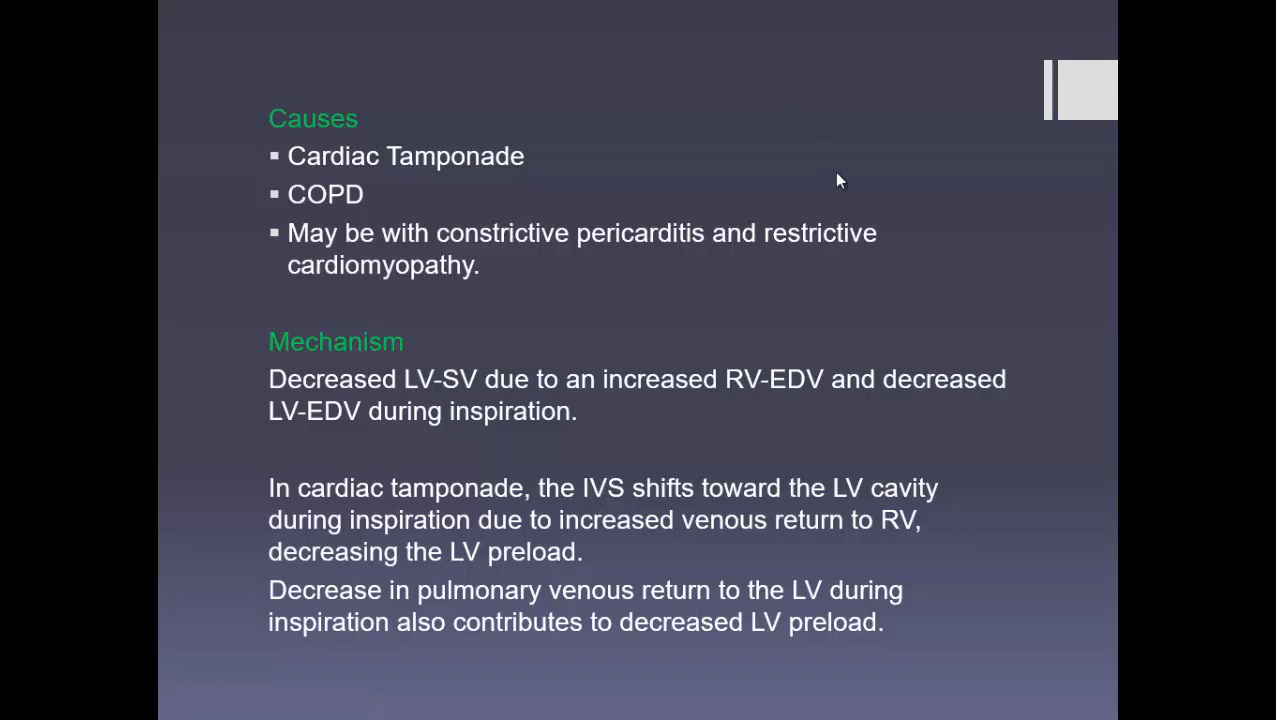 Causes
▪ Cardiac Tamponade
▪ COPD
▪ May be with constrictive pericarditis and restrictive
cardiomyopathy.
Mechanism
Decreased LV-SV due to an increased RV-EDV and decreased
LV-EDV during inspiration.
In cardiac tamponade, the IVS shifts toward the LV cavity
during inspiration due to increased venous return to RV,
decreasing the LV preload.
Decrease in pulmonary venous return to the LV during
inspiration also contributes to decreased LV preload.